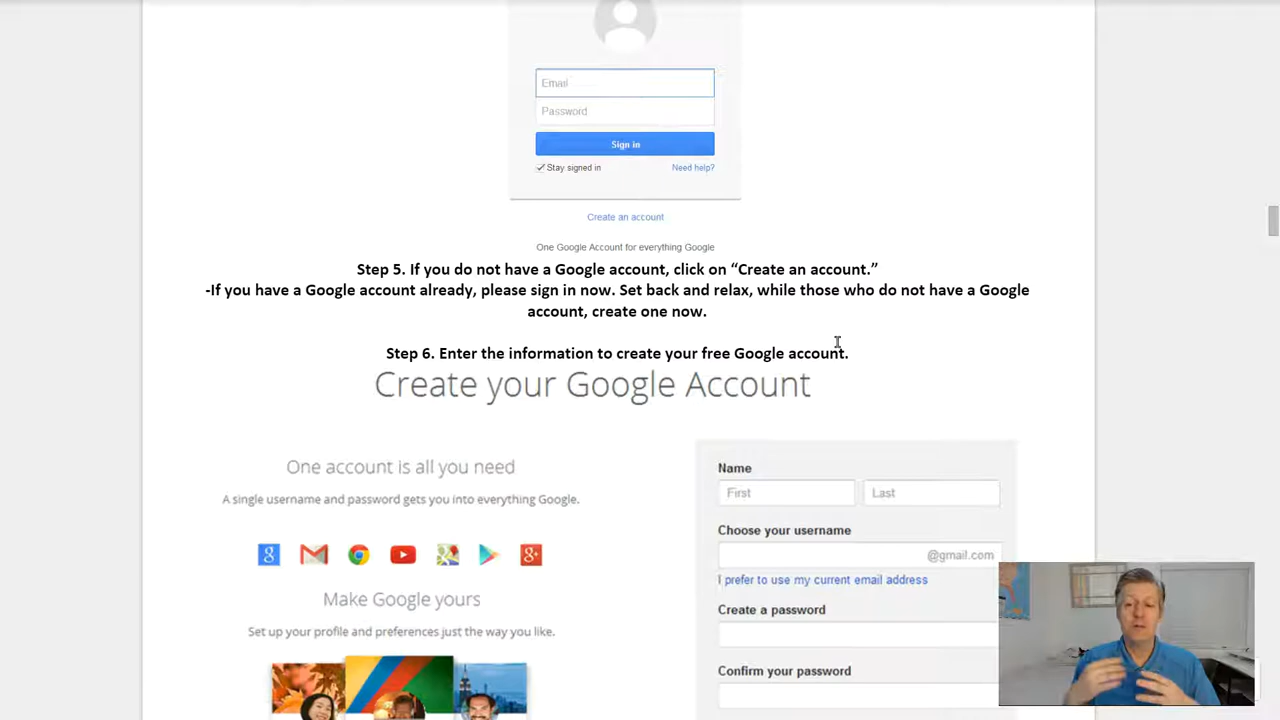 Email
Password
Sign in
Stay signed in
Need help?
Create an account
One Google Account for everything Google
Step 5. If you do not have a Google account, click on “Create an account.”
-If you have a Google account already, please sign in now. Set back and relax, while those who do not have a Google
account, create one now.
Step 6. Enter the information to create your free Google account.
Create your Google Account
One account is all you need
A single username and password gets you into everything Google.
Make Google yours
Set up your profile and preferences just the way you like.
Name
First
Last
Choose your username
@gmail.com
I prefer to use my current email address
Create a password
Confirm your password